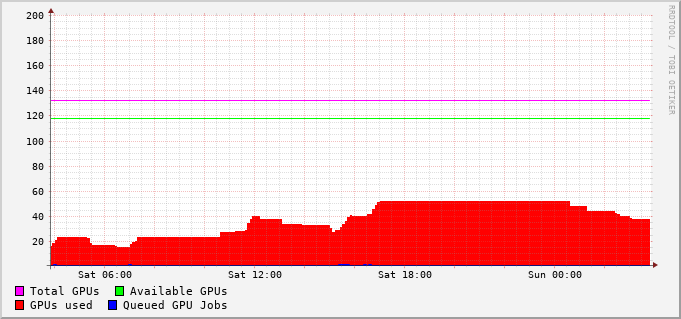 200
180
160
140
120
100
80
60
40
20
Sat 06:00 Sat 12:00 Sat 18:00 Sun 00:00
Total GPUs Available GPUs
GPUs used Queued GPU Jobs
RRDTOOL / TOBI OETIKER